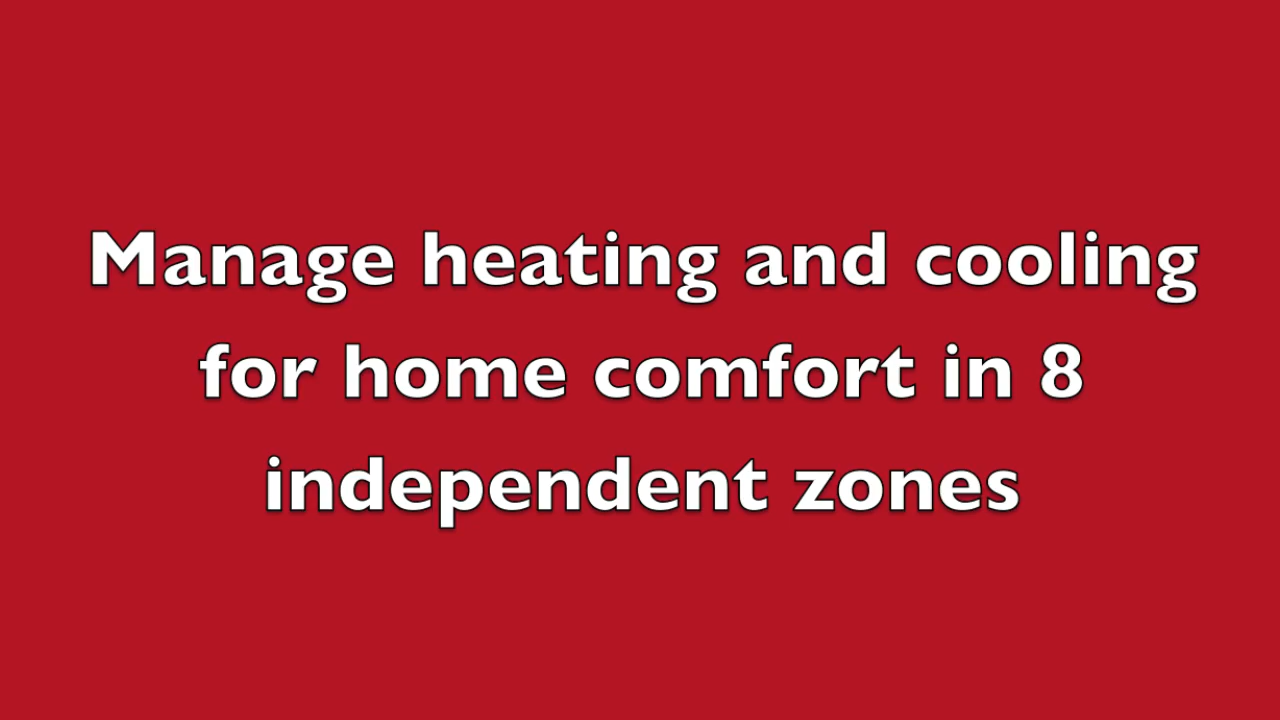 Manage heating and cooling
for home comfort in 8
independent zones